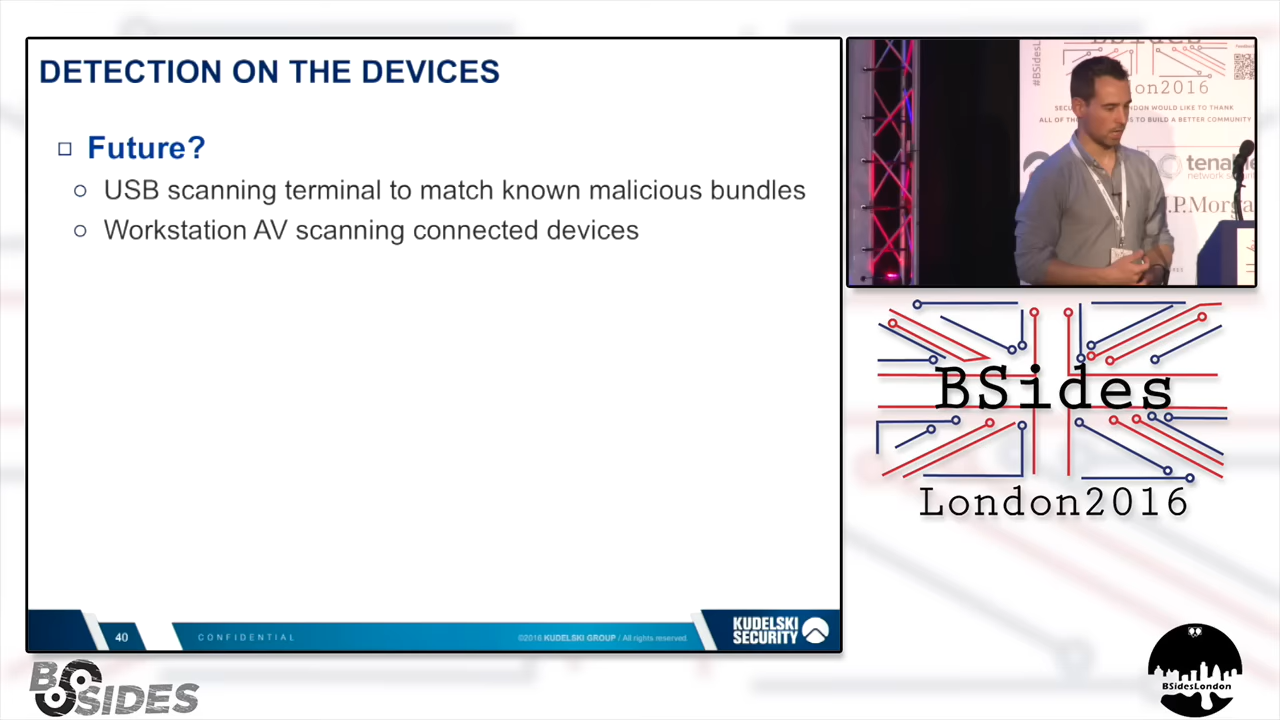 DETECTION ON THE DEVICES
Future?
USB scanning terminal to match known malicious bundles
Workstation AV scanning connected devices
40
CONFIDENTIAL
©2016 KUDELSKI GROUP / All rights reserved.
KUDELSKI
SECURITY
#BSidesL
London2016
WOULD LIKE TO THANK
TO BUILD A BETTER COMMUNITY
tenable
network security
J.P.Morga
BSides
London2016
BSIDES
BSidesLondon